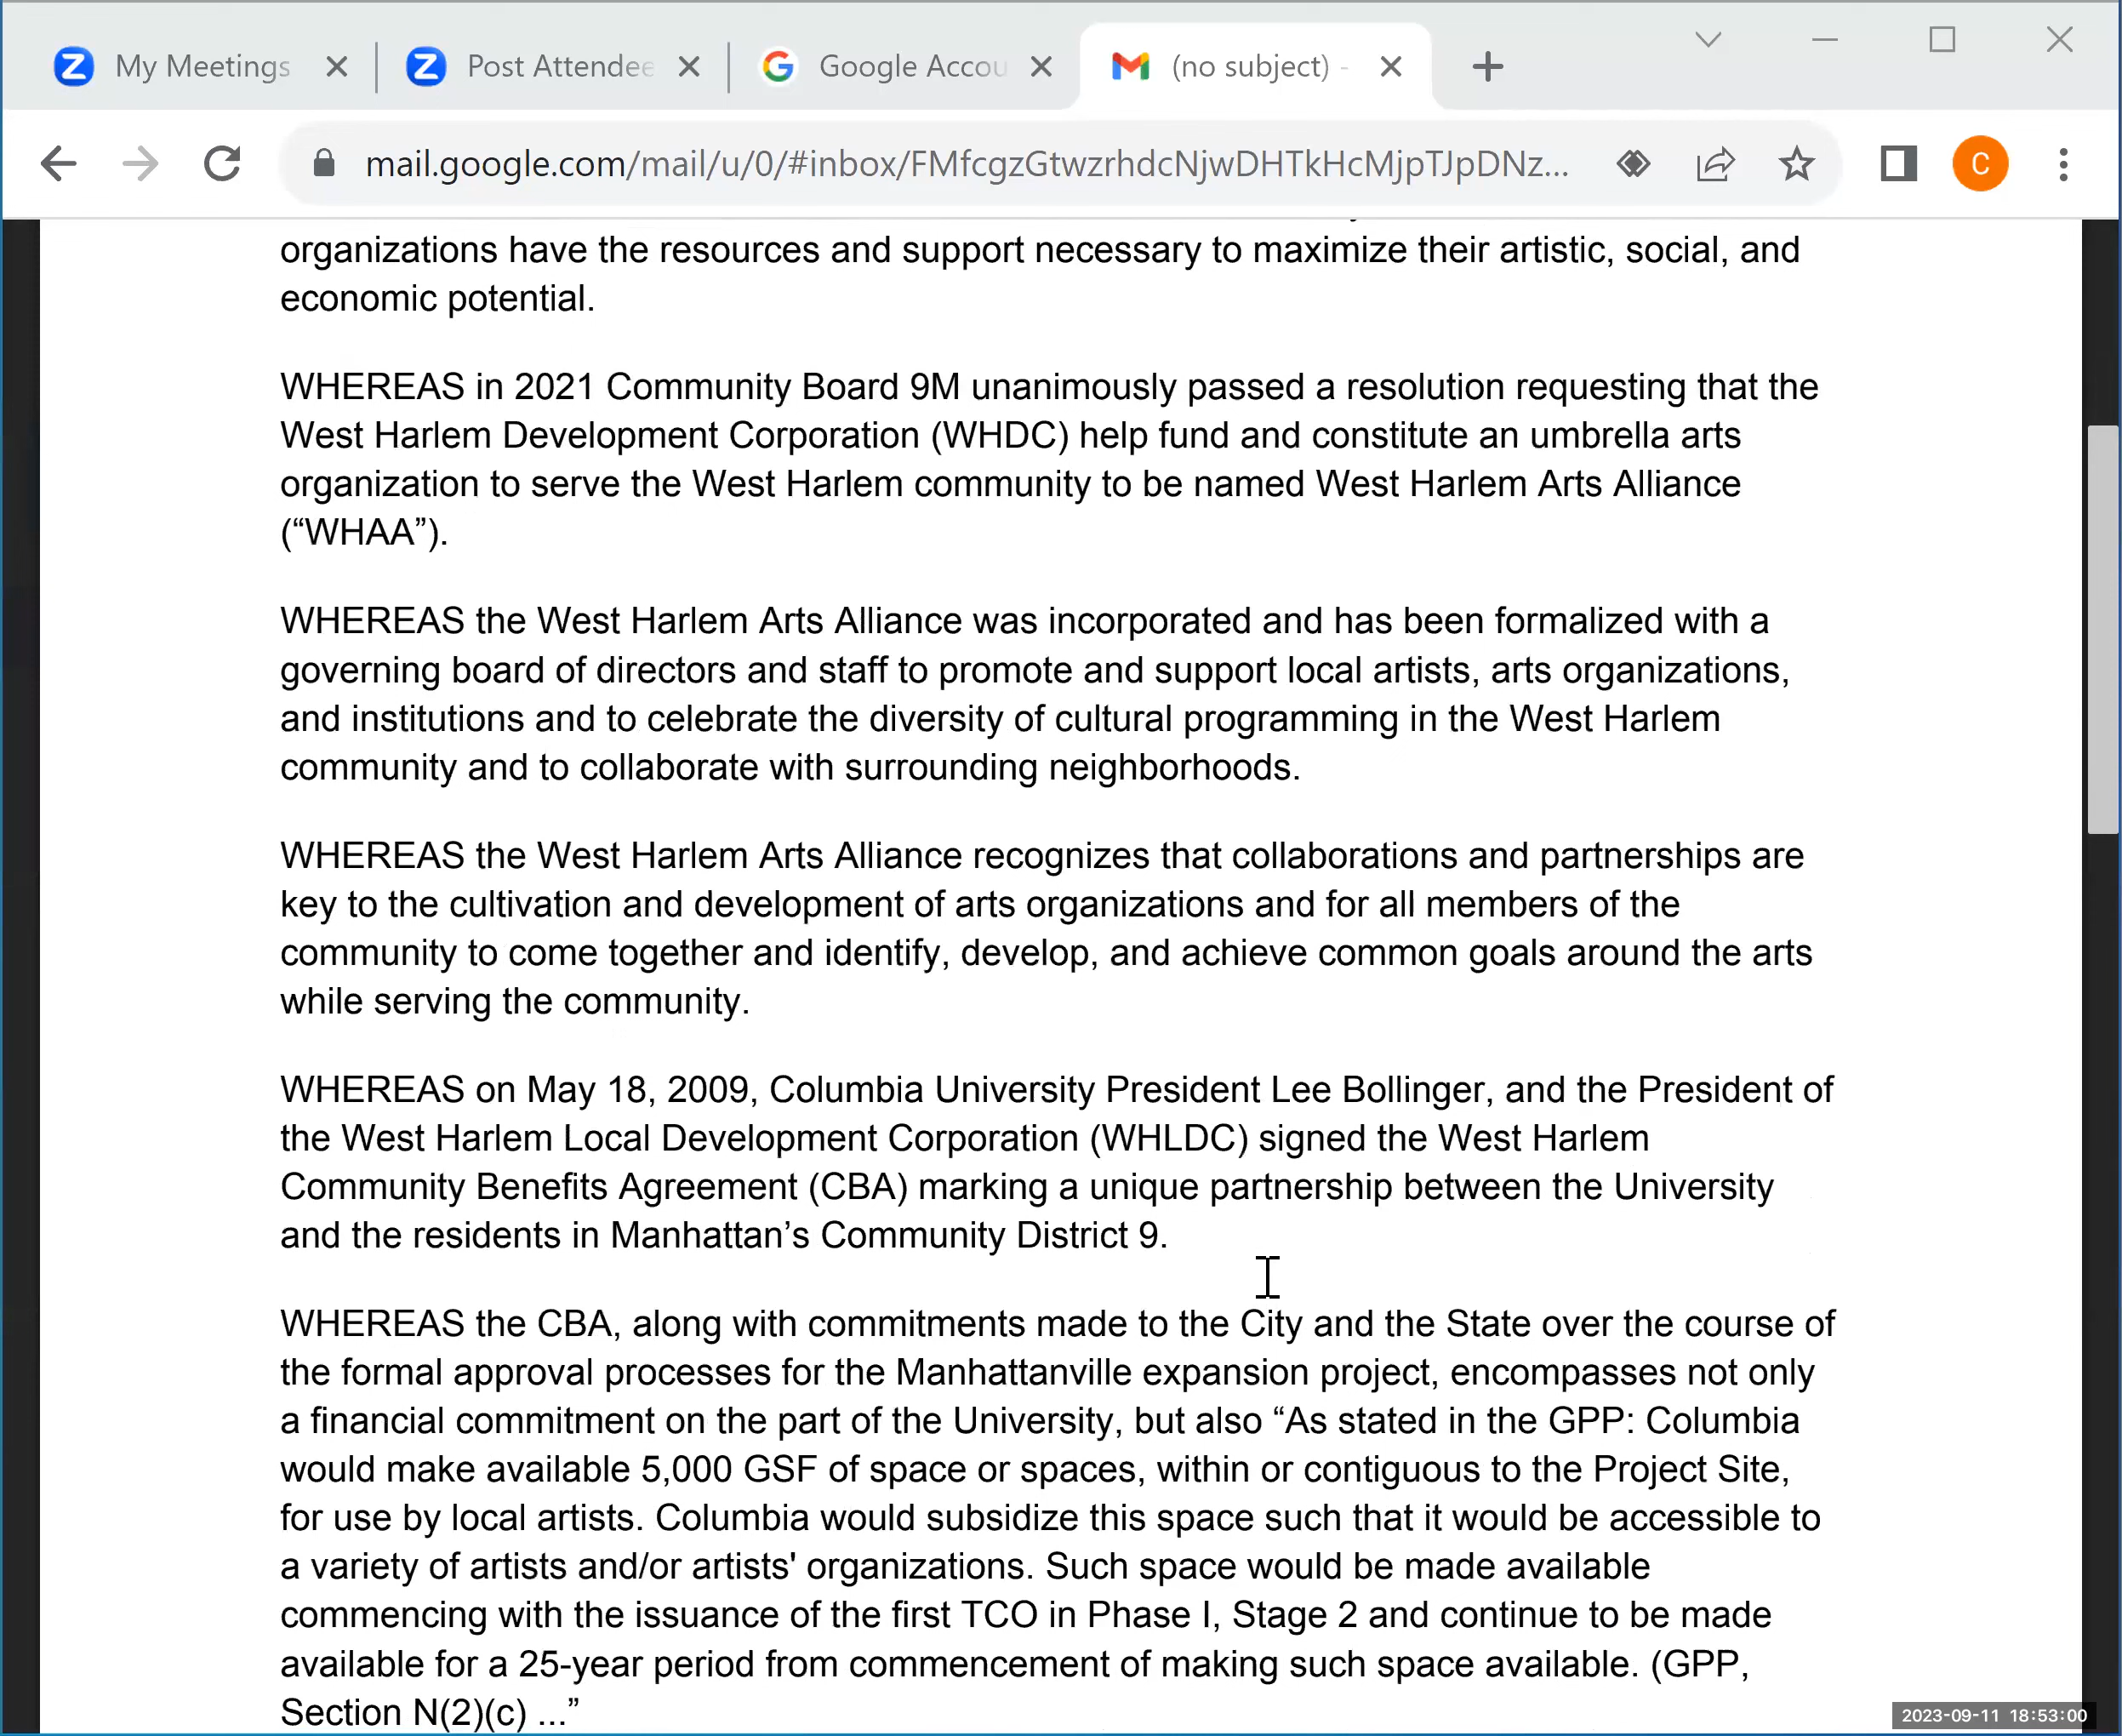 My Meetings
Post Attendee
Google Accou
(no subject) -
mail.google.com/mail/u/0/#inbox/FMfcgzGtwzrhdcNjwDHTkHcMjpTJpDNz...
C
organizations have the resources and support necessary to maximize their artistic, social, and
economic potential.
WHEREAS in 2021 Community Board 9M unanimously passed a resolution requesting that the
West Harlem Development Corporation (WHDC) help fund and constitute an umbrella arts
organization to serve the West Harlem community to be named West Harlem Arts Alliance
(“WHAA”).
WHEREAS the West Harlem Arts Alliance was incorporated and has been formalized with a
governing board of directors and staff to promote and support local artists, arts organizations,
and institutions and to celebrate the diversity of cultural programming in the West Harlem
community and to collaborate with surrounding neighborhoods.
WHEREAS the West Harlem Arts Alliance recognizes that collaborations and partnerships are
key to the cultivation and development of arts organizations and for all members of the
community to come together and identify, develop, and achieve common goals around the arts
while serving the community.
WHEREAS on May 18, 2009, Columbia University President Lee Bollinger, and the President of
the West Harlem Local Development Corporation (WHLDC) signed the West Harlem
Community Benefits Agreement (CBA) marking a unique partnership between the University
and the residents in Manhattan’s Community District 9.
WHEREAS the CBA, along with commitments made to the City and the State over the course of
the formal approval processes for the Manhattanville expansion project, encompasses not only
a financial commitment on the part of the University, but also “As stated in the GPP: Columbia
would make available 5,000 GSF of space or spaces, within or contiguous to the Project Site,
for use by local artists. Columbia would subsidize this space such that it would be accessible to
a variety of artists and/or artists' organizations. Such space would be made available
commencing with the issuance of the first TCO in Phase I, Stage 2 and continue to be made
available for a 25-year period from commencement of making such space available. (GPP,
Section N(2)(c) ...”
2023-09-11 18:53:00